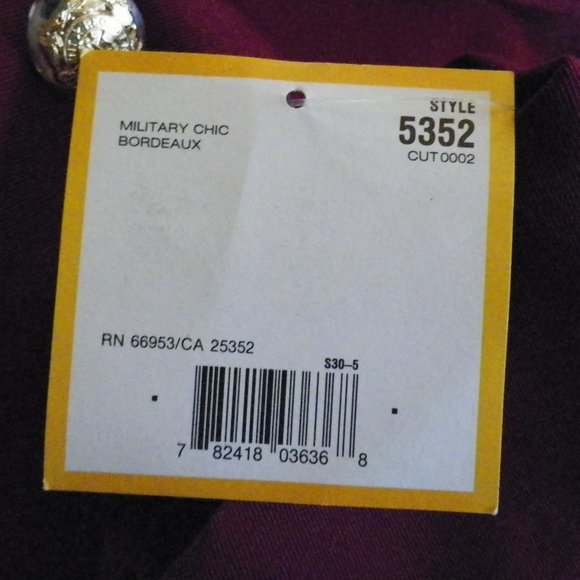 MILITARY CHIC
BORDEAUX
STYLE
5352
CUT 0002
RN 66953/CA 25352
S30-5
7 82418 03636 8